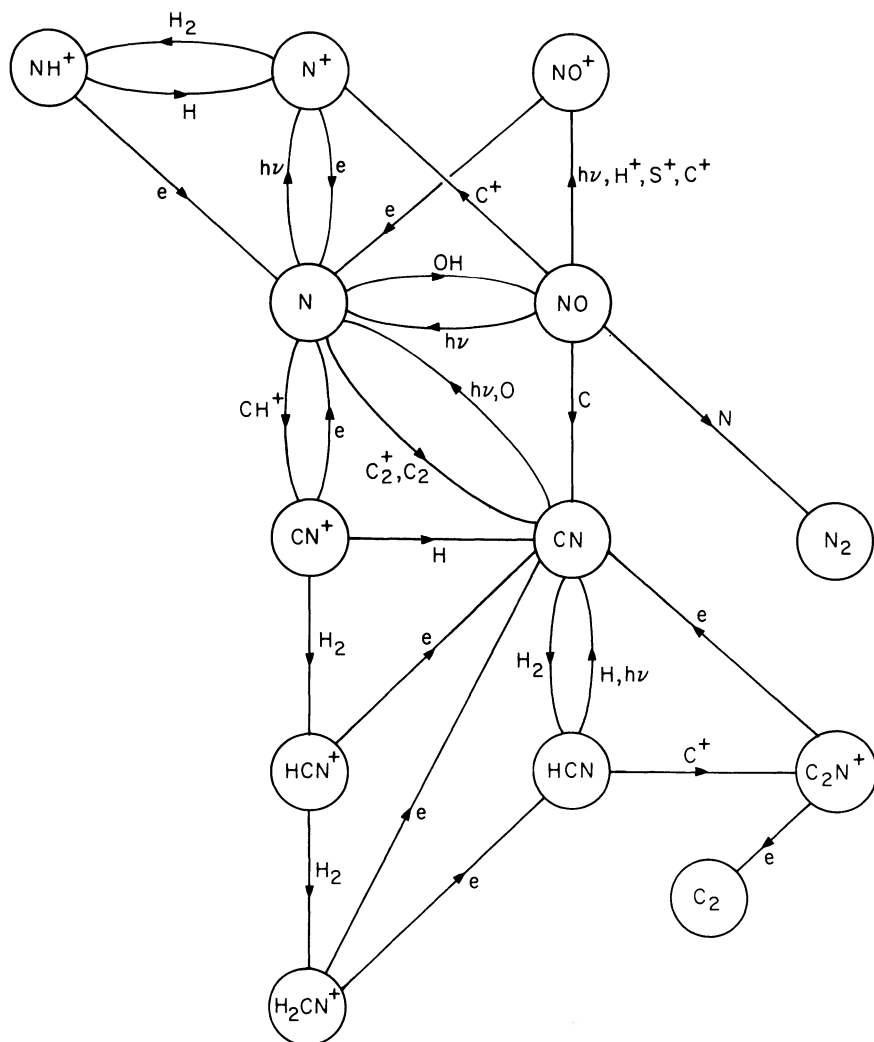 H₂
NH⁺
N⁺
NO⁺
H
hν
e
hν, H⁺, S⁺, C⁺
e
C⁺
e
OH
N
NO
hν
CH⁺
e
hν, O
C
N
C₂⁺, C₂
CN⁺
CN
N₂
H
H₂
e
H₂
H, hν
e
HCN⁺
HCN
C⁺
C₂N⁺
H₂
e
e
e
C₂
H₂CN⁺